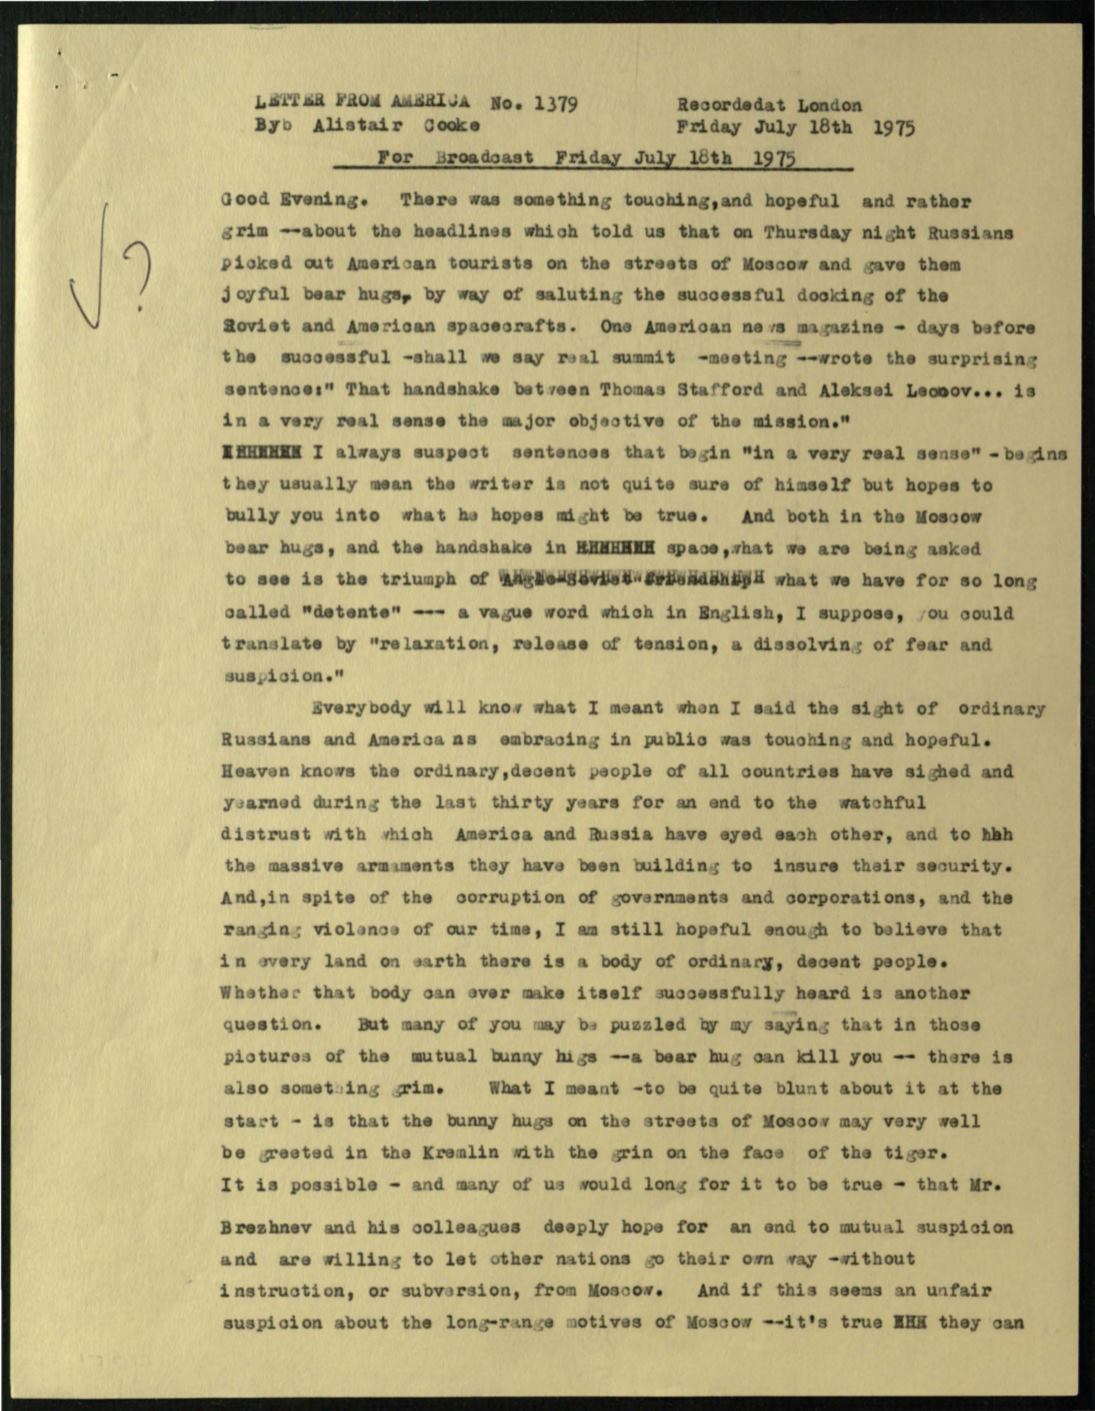 LETTER FROM AMERICA No. 1379 Recordedat London
Byb Alistair Cooke Friday July 18th 1975
For Broadcast Friday July 18th 1975
Good Evening. There was something touching,and hopeful and rather
grim --about the headlines which told us that on Thursday night Russians
picked out American tourists on the streets of Moscow and gave them
joyful bear hugs, by way of saluting the successful docking of the
Soviet and American spacecrafts. One American news magazine - days before
the successful -shall we say real summit -meeting --wrote the surprising
sentence:" That handshake between Thomas Stafford and Aleksei Leonov... is
in a very real sense the major objective of the mission."
I always suspect sentences that begin "in a very real sense" - begins
they usually mean the writer is not quite sure of himself but hopes to
bully you into what he hopes might be true. And both in the Moscow
bear hugs, and the handshake in space,what we are being asked
to see is the triumph of Anglo-Soviet friendship what we have for so long
called "detente" --- a vague word which in English, I suppose, you could
translate by "relaxation, release of tension, a dissolving of fear and
suspicion."
Everybody will know what I meant when I said the sight of ordinary
Russians and Americans embracing in public was touching and hopeful.
Heaven knows the ordinary,decent people of all countries have sighed and
yearned during the last thirty years for an end to the watchful
distrust with which America and Russia have eyed each other, and to hhh
the massive armaments they have been building to insure their security.
And,in spite of the corruption of governments and corporations, and the
ranging violence of our time, I am still hopeful enough to believe that
in every land on earth there is a body of ordinary, decent people.
Whether that body can ever make itself successfully heard is another
question. But many of you may be puzzled by my saying that in those
pictures of the mutual bunny higs --a bear hug can kill you -- there is
also something grim. What I meant -to be quite blunt about it at the
start - is that the bunny hugs on the streets of Moscow may very well
be greeted in the Kremlin with the grin on the face of the tiger.
It is possible - and many of us would long for it to be true - that Mr.
Brezhnev and his colleagues deeply hope for an end to mutual suspicion
and are willing to let other nations go their own way -without
instruction, or subversion, from Moscow. And if this seems an unfair
suspicion about the long-range motives of Moscow --it's true they can